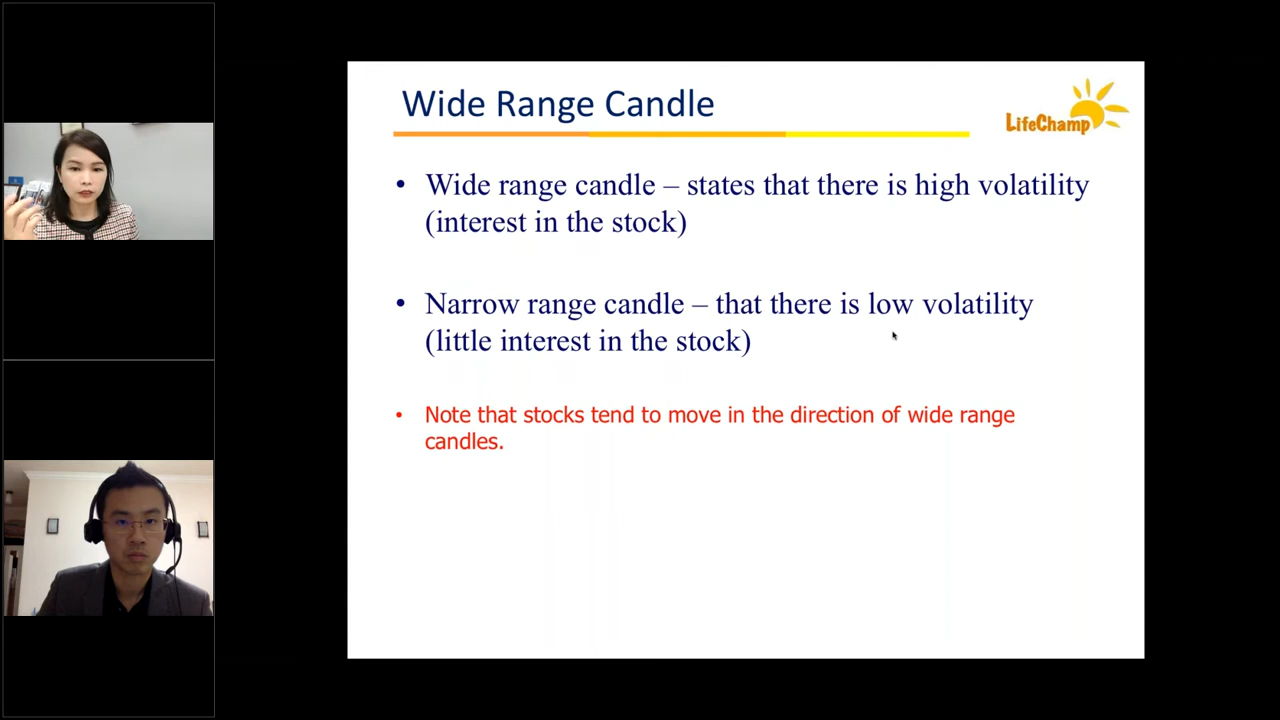 Wide Range Candle
LifeChamp
• Wide range candle – states that there is high volatility
(interest in the stock)
• Narrow range candle – that there is low volatility
(little interest in the stock)
• Note that stocks tend to move in the direction of wide range
candles.